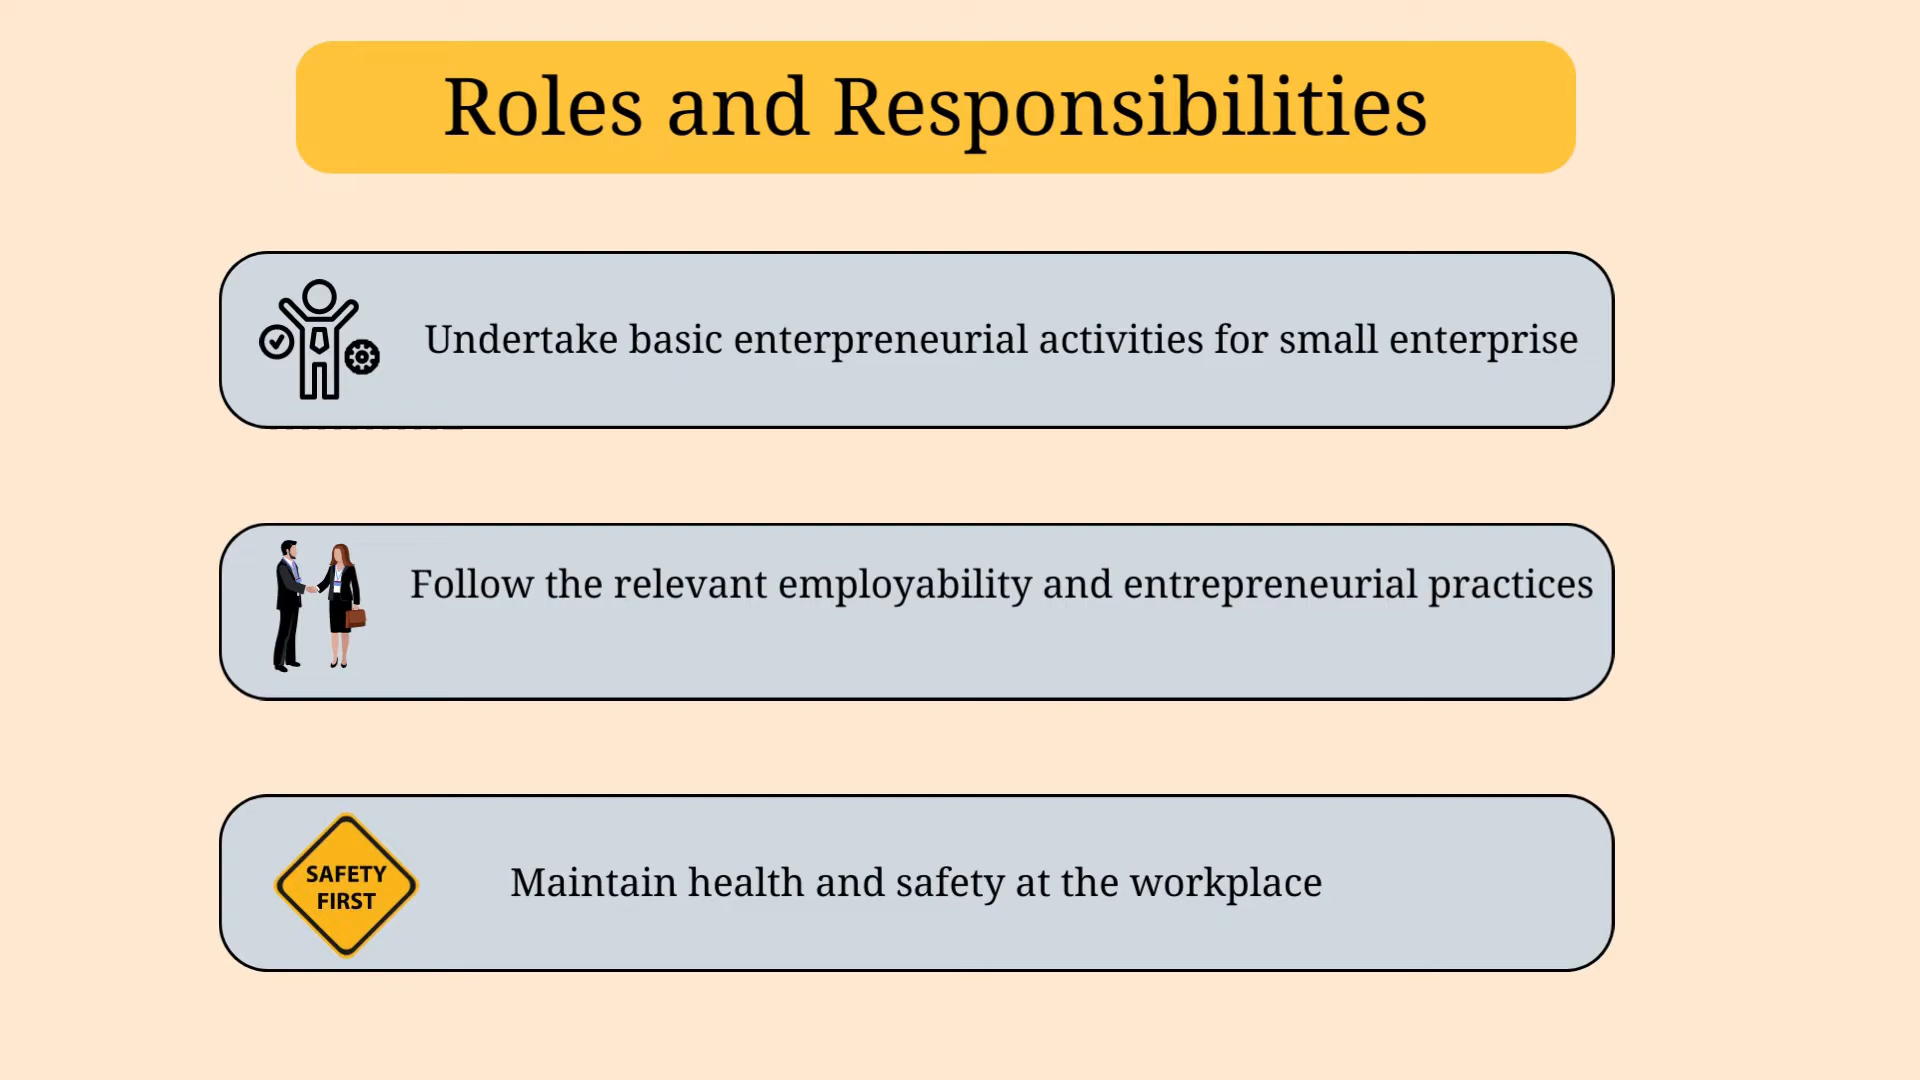 Roles and Responsibilities
Undertake basic enterpreneurial activities for small enterprise
Follow the relevant employability and entrepreneurial practices
SAFETY
FIRST
Maintain health and safety at the workplace